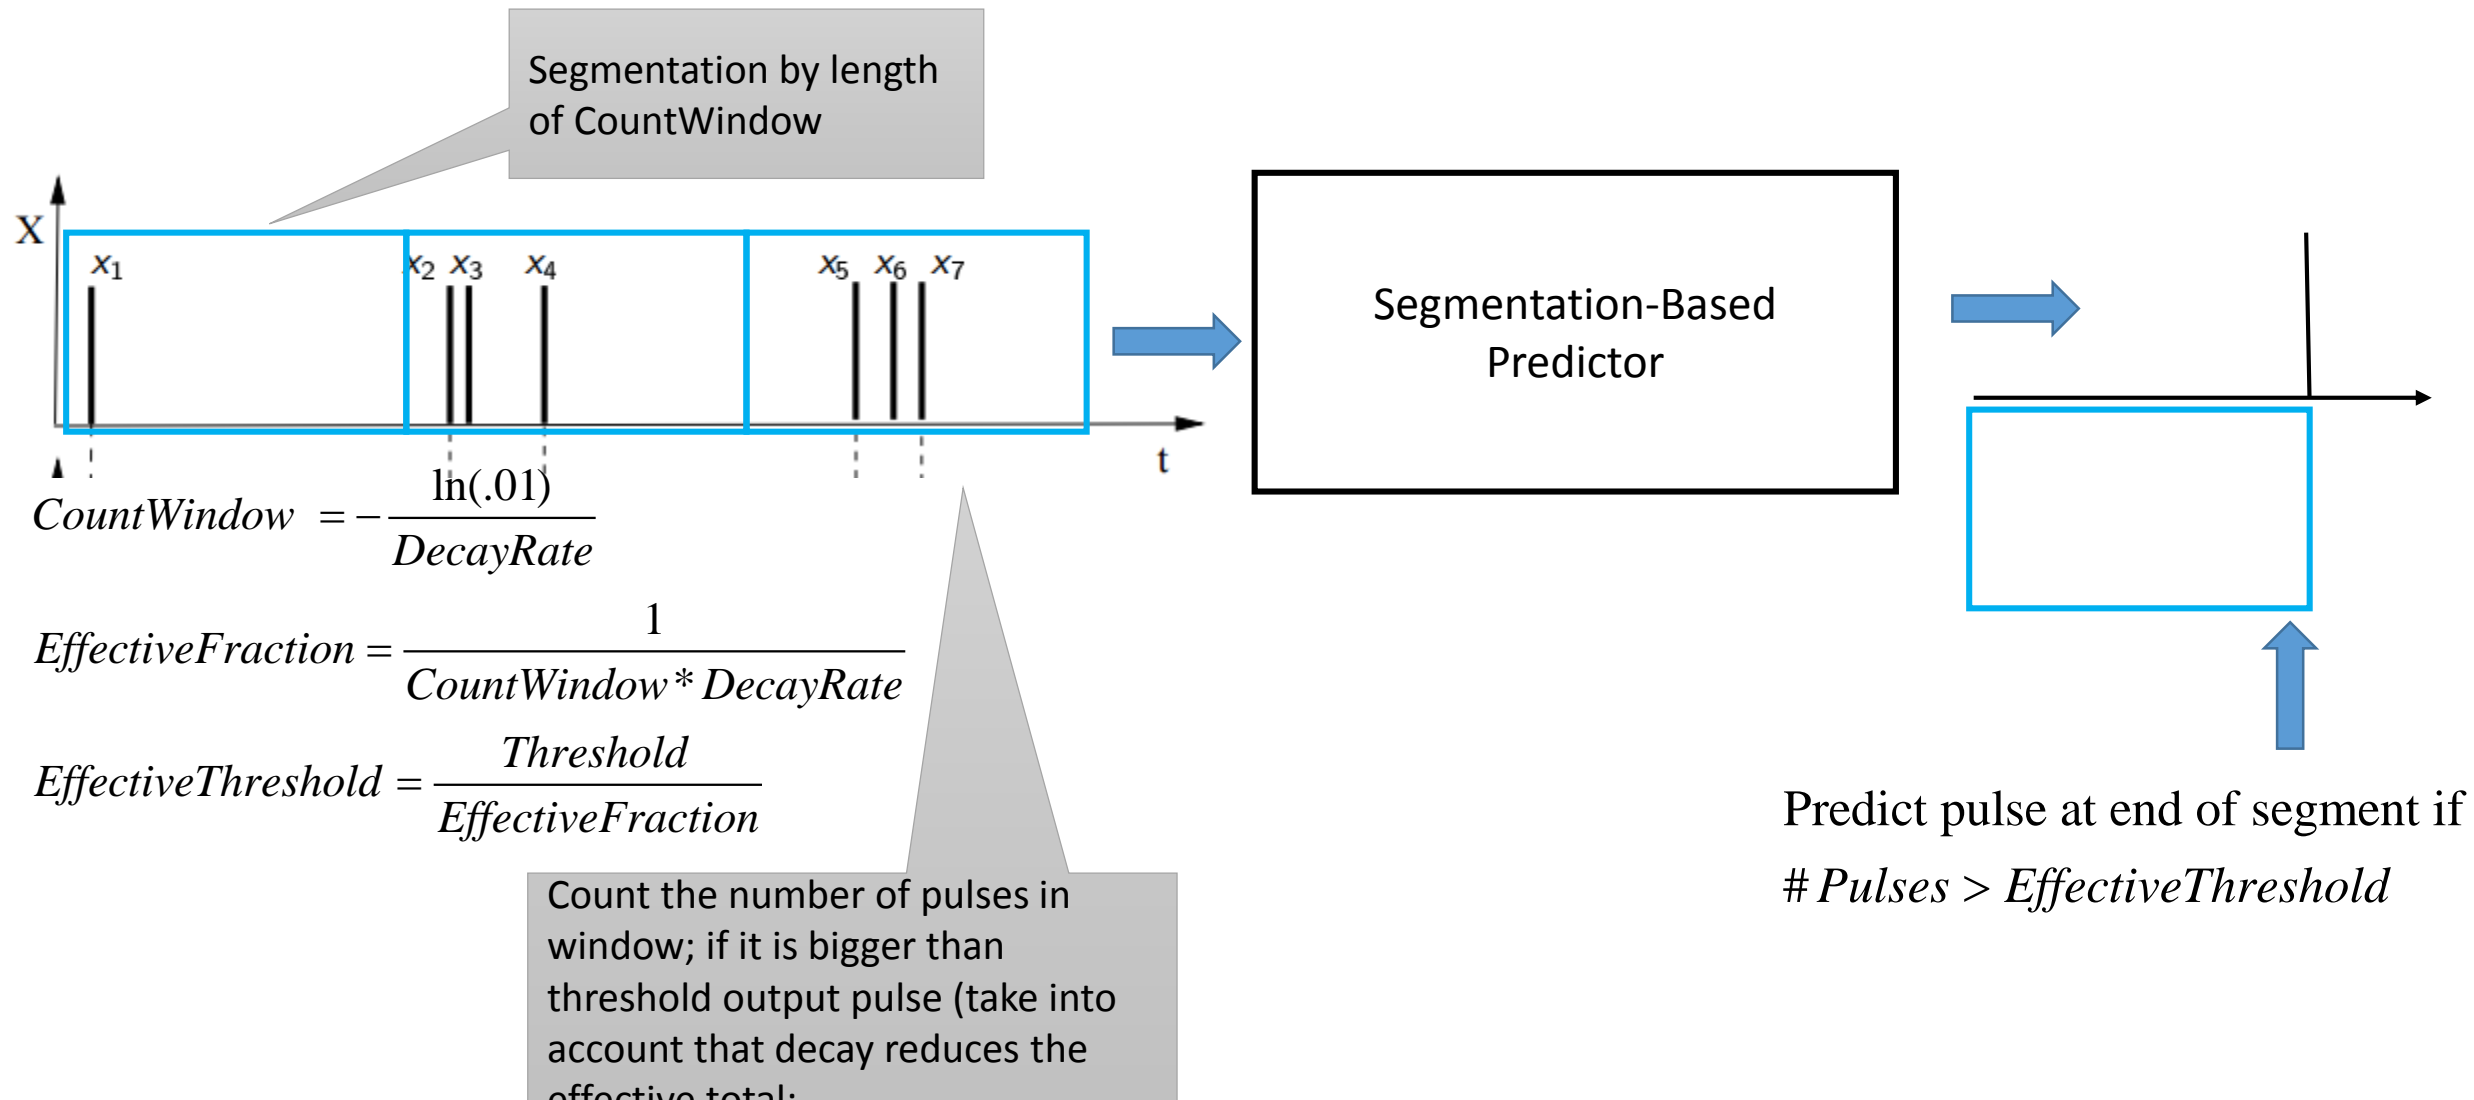 Segmentation by length
of CountWindow
X
x₁ x₂ x₃ x₄ x₅ x₆ x₇
t
Segmentation-Based
Predictor
CountWindow = - ln(.01) / DecayRate
EffectiveFraction = 1 / CountWindow * DecayRate
EffectiveThreshold = Threshold / EffectiveFraction
Count the number of pulses in
window; if it is bigger than
threshold output pulse (take into
account that decay reduces the
effective total;
Predict pulse at end of segment if
# Pulses > EffectiveThreshold